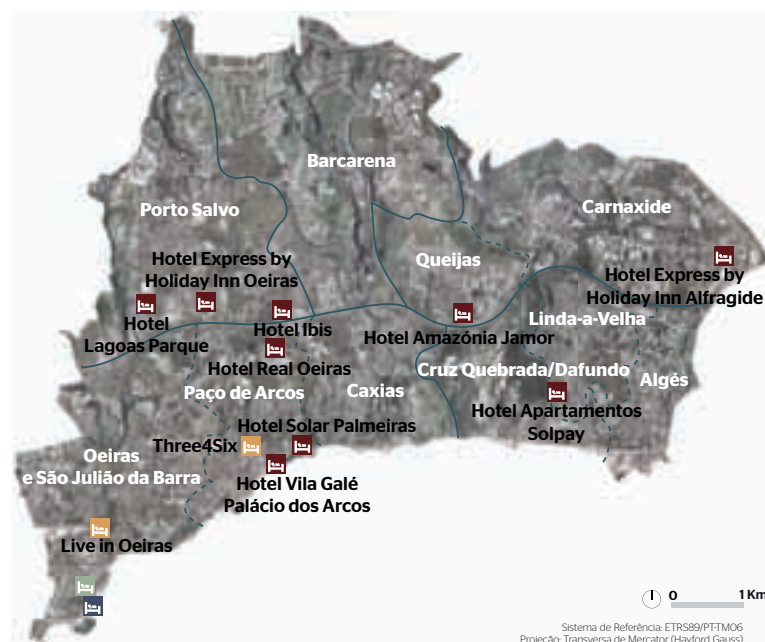 Barcarena
Carnaxide
Porto Salvo
Queijas
Hotel Express by
Holiday Inn Oeiras
Hotel Express by
Holiday Inn Alfragide
Hotel
Lagoas Parque
Hotel Ibis
Hotel Amazónia Jamor
Linda-a-Velha
Hotel Real Oeiras
Cruz Quebrada/Dafundo
Algés
Paço de Arcos
Caxias
Hotel Apartamentos
Solpay
Hotel Solar Palmeiras
Three4Six
Oeiras
e São Julião da Barra
Hotel Vila Galé
Palácio dos Arcos
Live in Oeiras
0 1 Km
Sistema de Referência: ETRS89/PT-TM06
Projeção: Transversa de Mercator (Hayford Gauss)